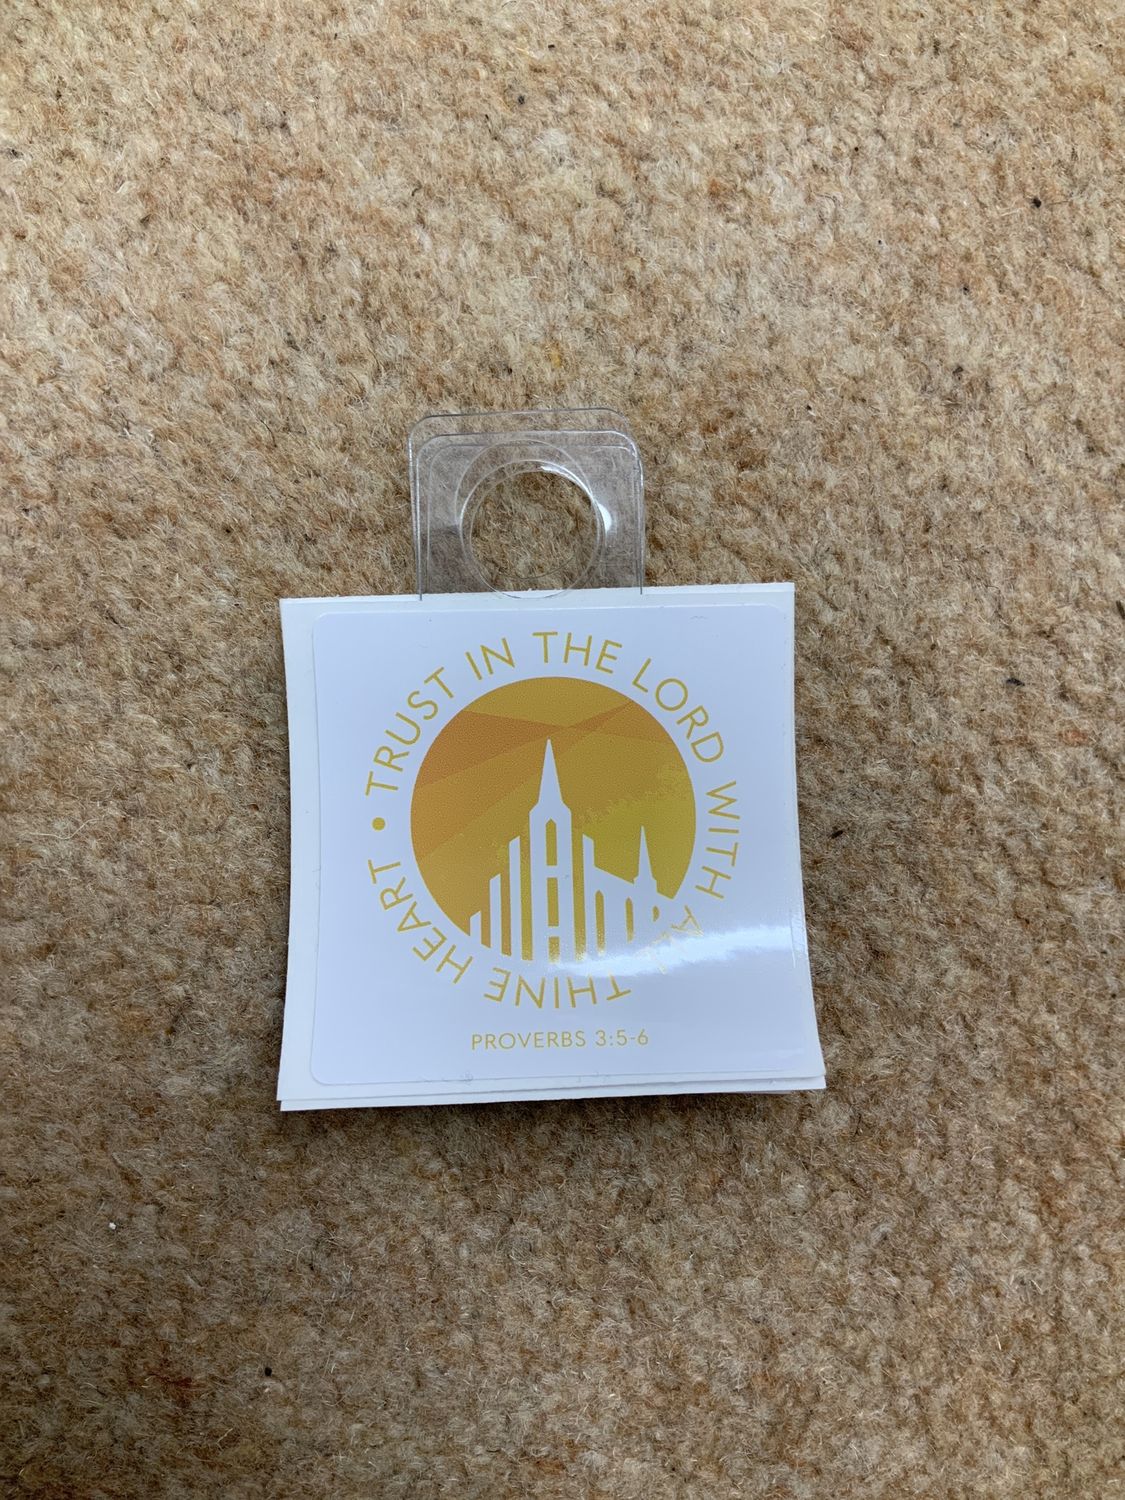 • TRUST IN THE LORD WITH ALL THINE HEART
PROVERBS 3:5-6